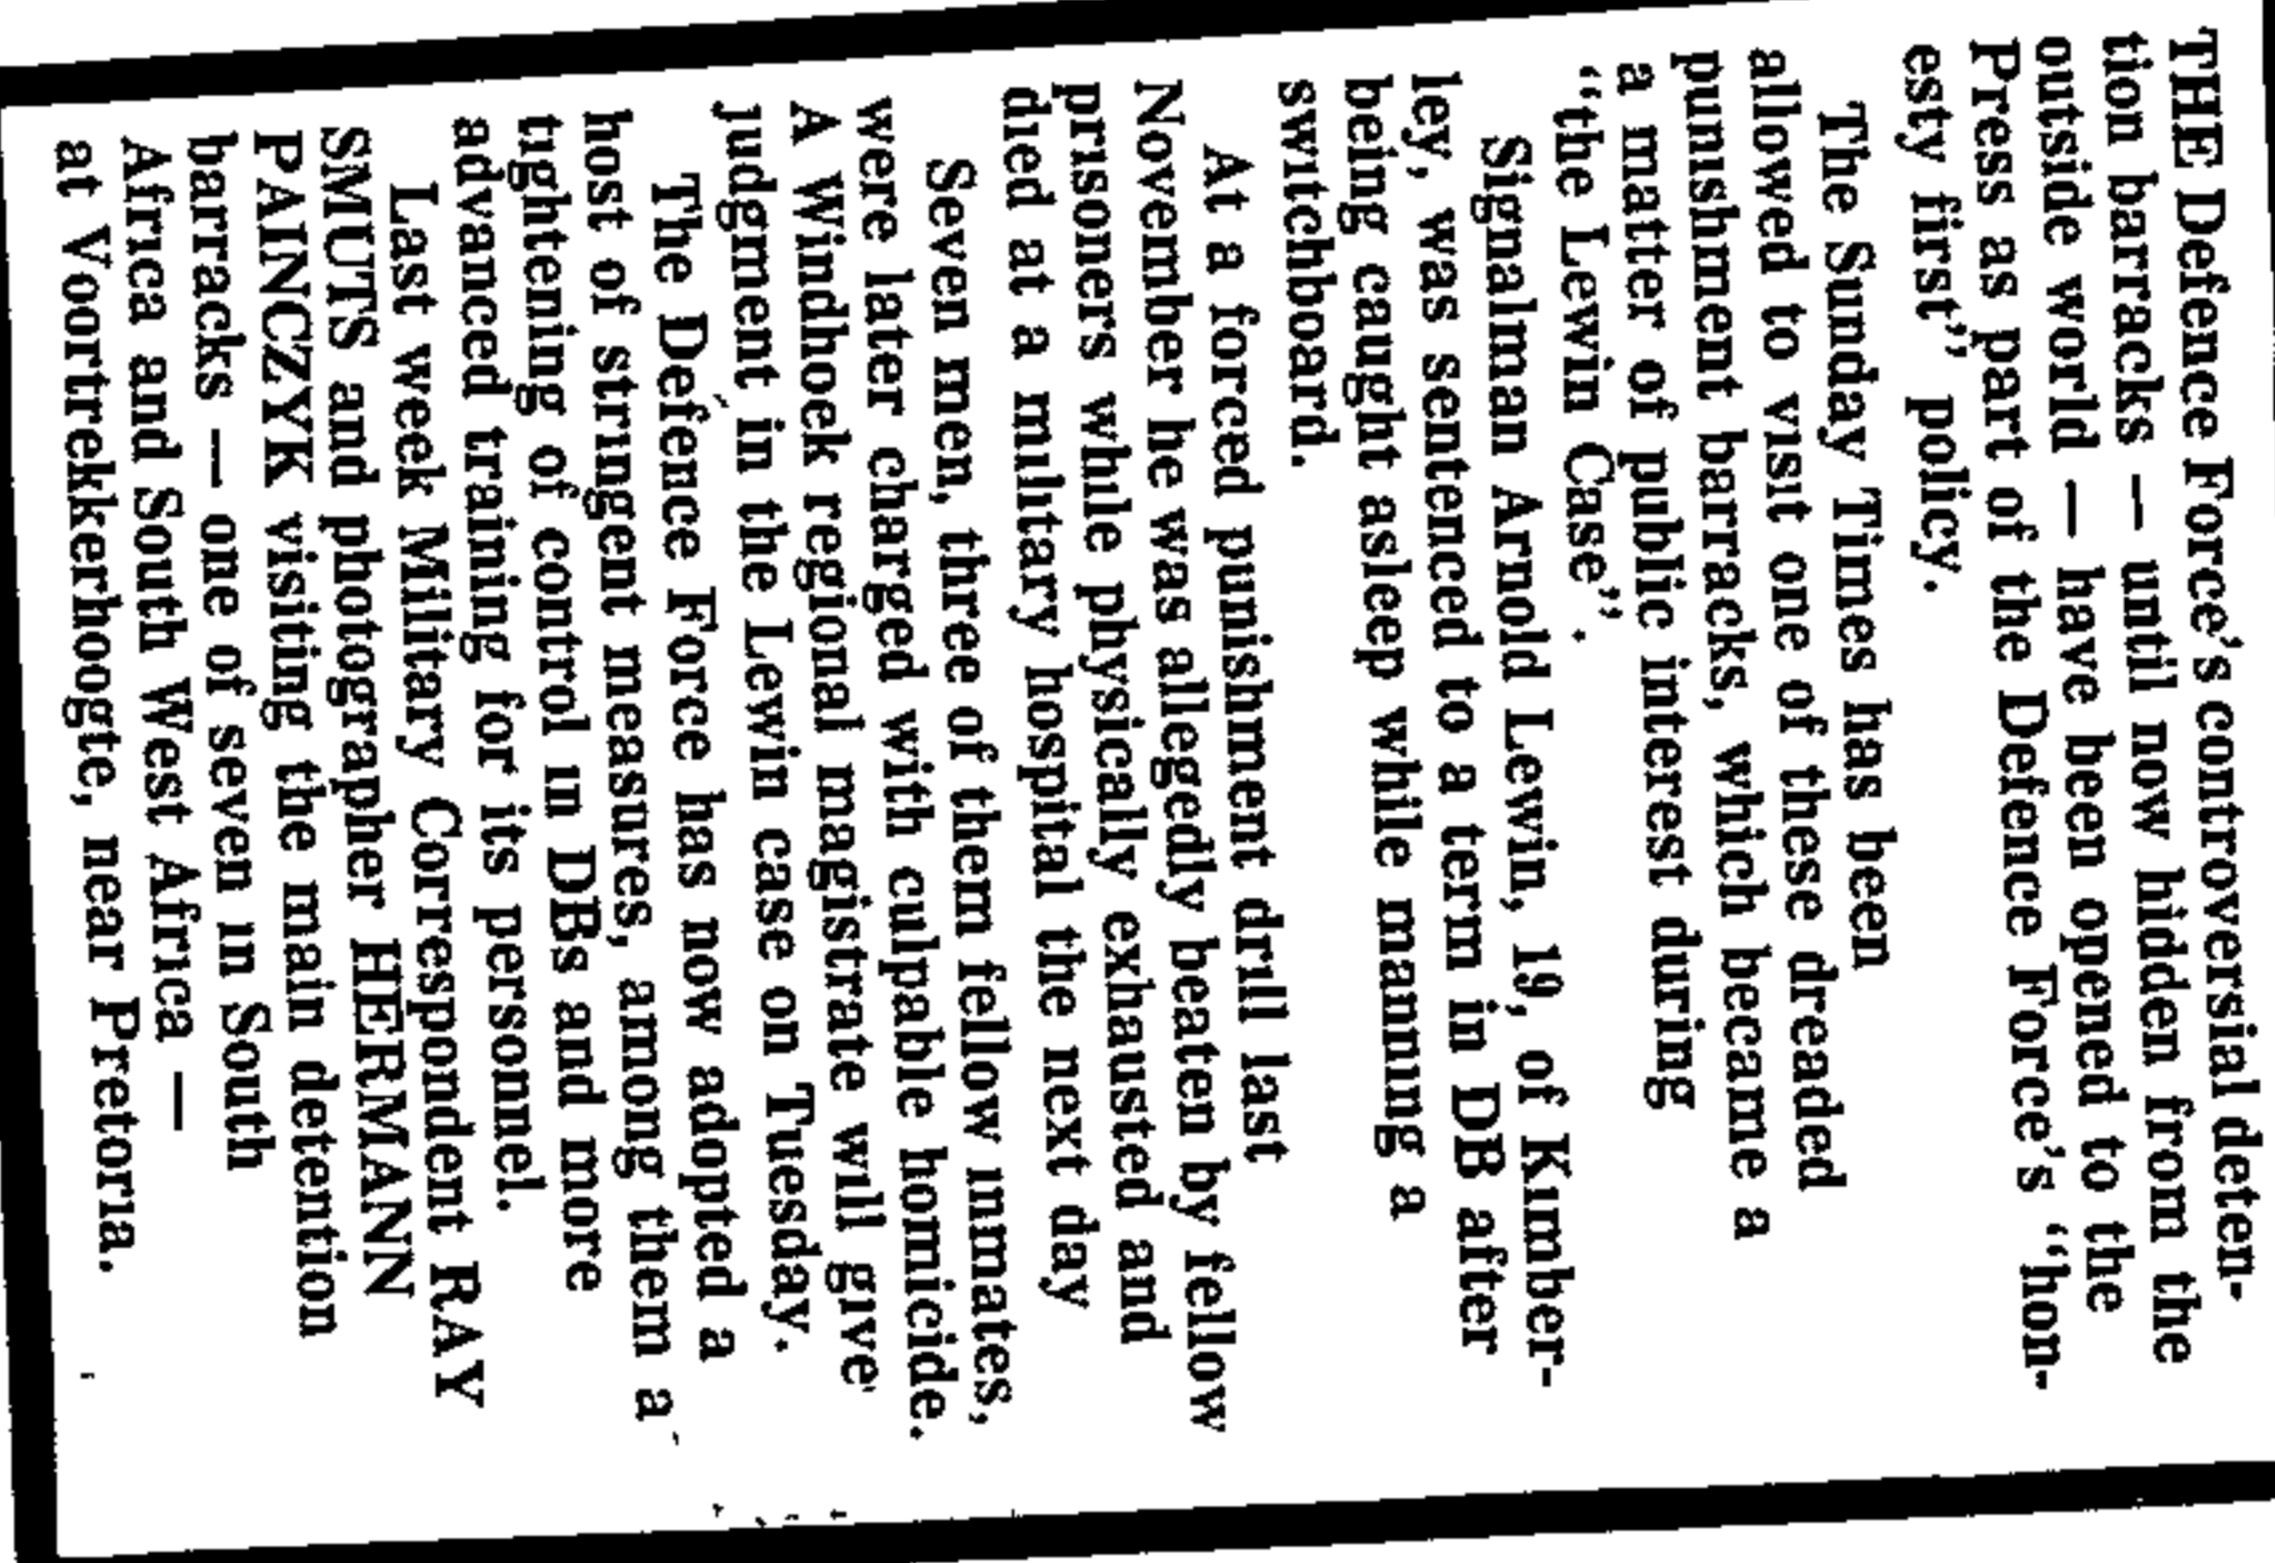 THE Defence Force's controversial deten-
tion barracks — until now hidden from the
outside world — have been opened to the
Press as part of the Defence Force's “hon-
esty first” policy.
The Sunday Times has been
allowed to visit one of these dreaded
punishment barracks, which became a
a matter of public interest during
“the Lewin Case”.
Signalman Arnold Lewin, 19, of Kimber-
ley, was sentenced to a term in DB after
being caught asleep while manning a
switchboard.
At a forced punishment drill last
November he was allegedly beaten by fellow
prisoners while physically exhausted and
died at a military hospital the next day
Seven men, three of them fellow inmates,
were later charged with culpable homicide.
A Windhoek regional magistrate will give
judgment in the Lewin case on Tuesday.
The Defence Force has now adopted a
host of stringent measures, among them a
tightening of control in DBs and more
advanced training for its personnel.
Last week Military Correspondent RAY
SMUTS and photographer HERMANN
PAINCZYK visiting the main detention
barracks — one of seven in South
Africa and South West Africa —
at Voortrekkerhoogte, near Pretoria.